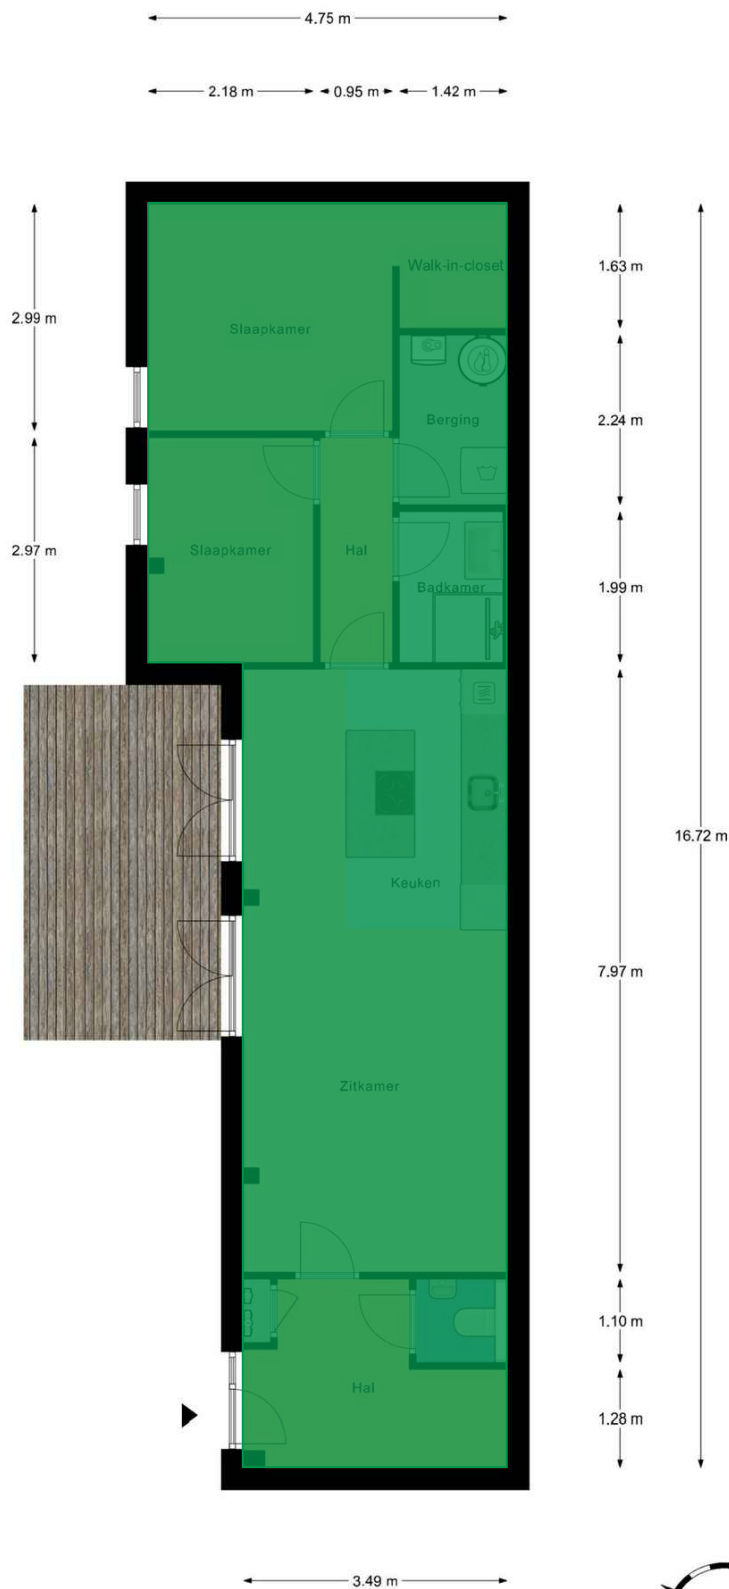 4.75 m
2.18 m
0.95 m
1.42 m
Walk-in-closet
1.63 m
2.99 m
Slaapkamer
Berging
2.24 m
2.97 m
Slaapkamer
Hal
Badkamer
1.99 m
16.72 m
Keuken
7.97 m
Zitkamer
1.10 m
Hal
1.28 m
3.49 m